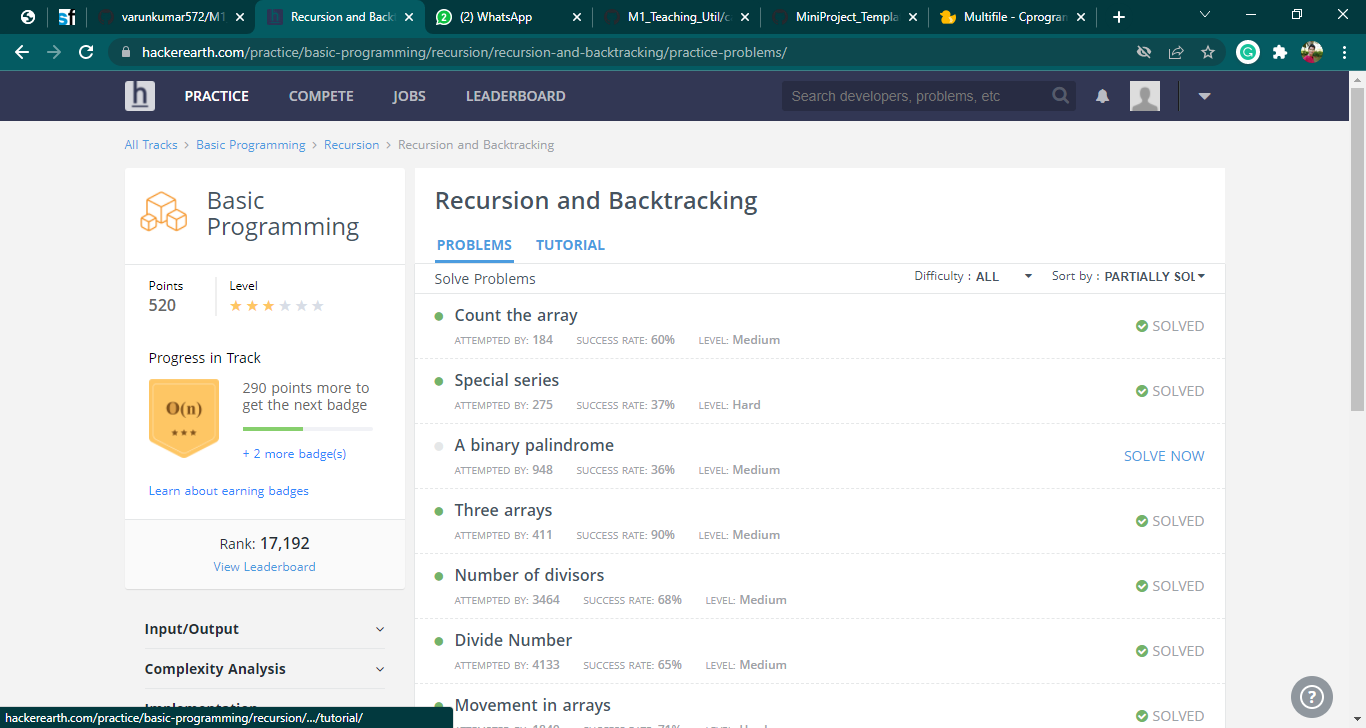 varunkumar572/M1
Recursion and Back
(2) WhatsApp
M1_Teaching_Util/c
MiniProject_Templa
Multifile - Cprogran
hackerearth.com/practice/basic-programming/recursion/recursion-and-backtracking/practice-problems/
h
PRACTICE
COMPETE
JOBS
LEADERBOARD
Search developers, problems, etc
All Tracks > Basic Programming > Recursion > Recursion and Backtracking
Basic
Programming
Points
520
Level
Progress in Track
O(n)
290 points more to
get the next badge
+ 2 more badge(s)
Learn about earning badges
Rank: 17,192
View Leaderboard
Input/Output
Complexity Analysis
Implementation
Recursion and Backtracking
PROBLEMS
TUTORIAL
Solve Problems
Difficulty : ALL
Sort by : PARTIALLY SOL
Count the array
ATTEMPTED BY: 184 SUCCESS RATE: 60% LEVEL: Medium
SOLVED
Special series
ATTEMPTED BY: 275 SUCCESS RATE: 37% LEVEL: Hard
SOLVED
A binary palindrome
ATTEMPTED BY: 948 SUCCESS RATE: 36% LEVEL: Medium
SOLVE NOW
Three arrays
ATTEMPTED BY: 411 SUCCESS RATE: 90% LEVEL: Medium
SOLVED
Number of divisors
ATTEMPTED BY: 3464 SUCCESS RATE: 68% LEVEL: Medium
SOLVED
Divide Number
ATTEMPTED BY: 4133 SUCCESS RATE: 65% LEVEL: Medium
SOLVED
Movement in arrays
SOLVED
?
hackerearth.com/practice/basic-programming/recursion/.../tutorial/